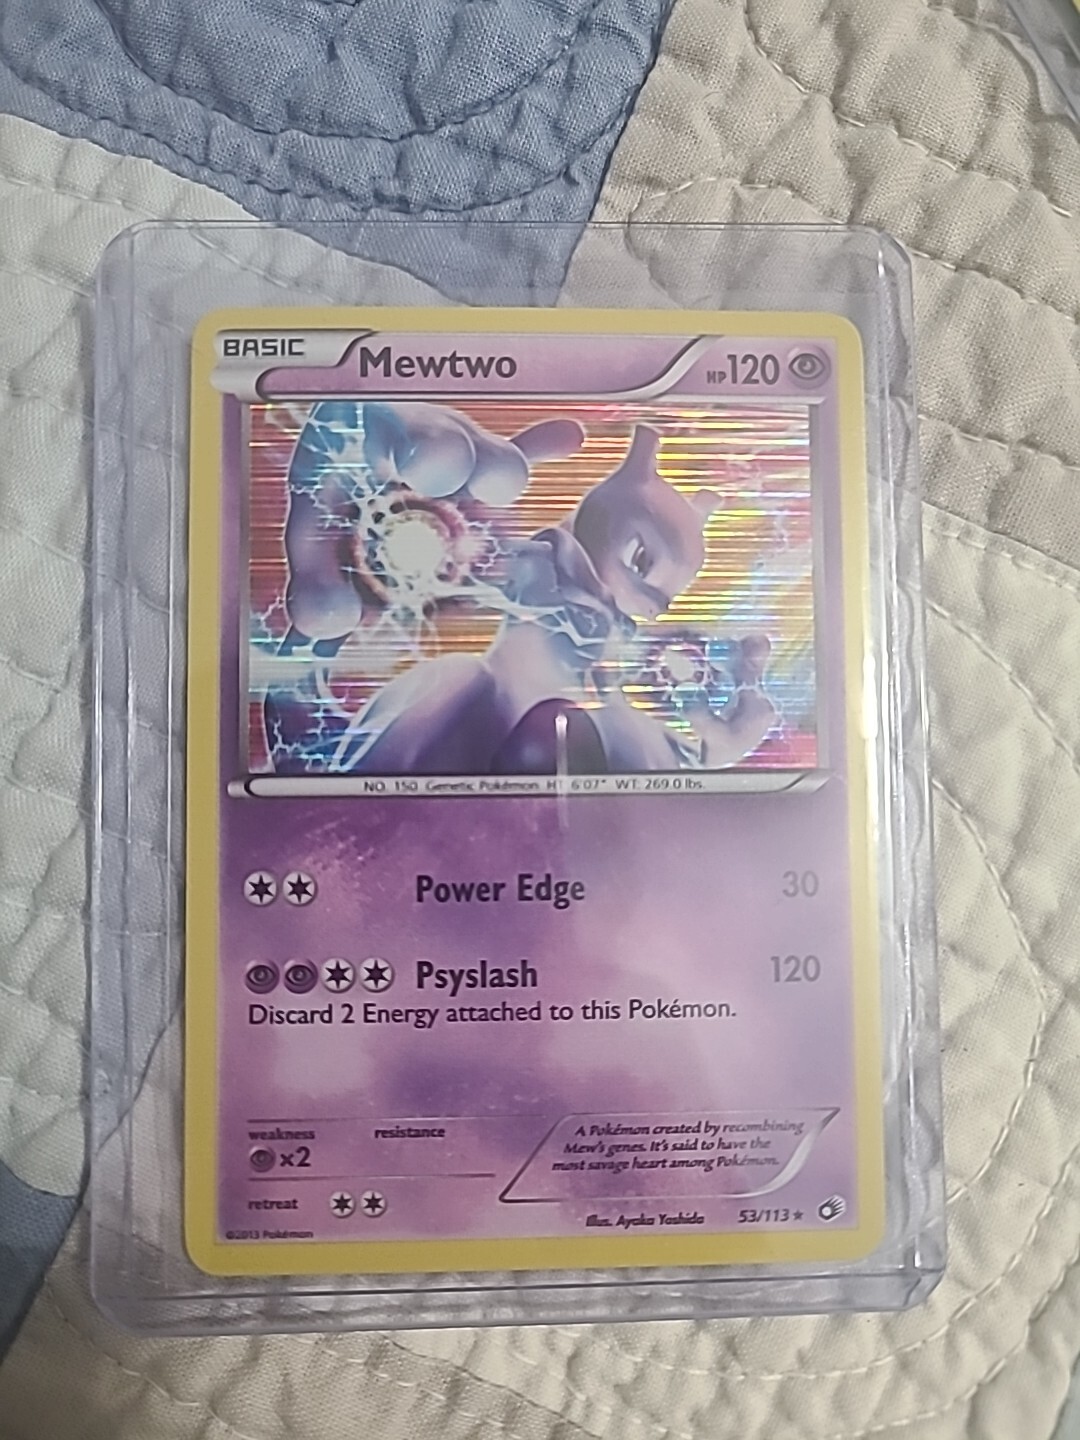 BASIC
Mewtwo
HP120
NO. 150 Genetic Pokémon HT: 6'07" WT: 269.0 lbs.
Power Edge 30
Psyslash 120
Discard 2 Energy attached to this Pokémon.
weakness resistance
x2
retreat
A Pokémon created by recombining
Mew's genes. It's said to have the
most savage heart among Pokémon.
Illus. Ayaka Yoshida 53/113 ★
©2013 Pokémon